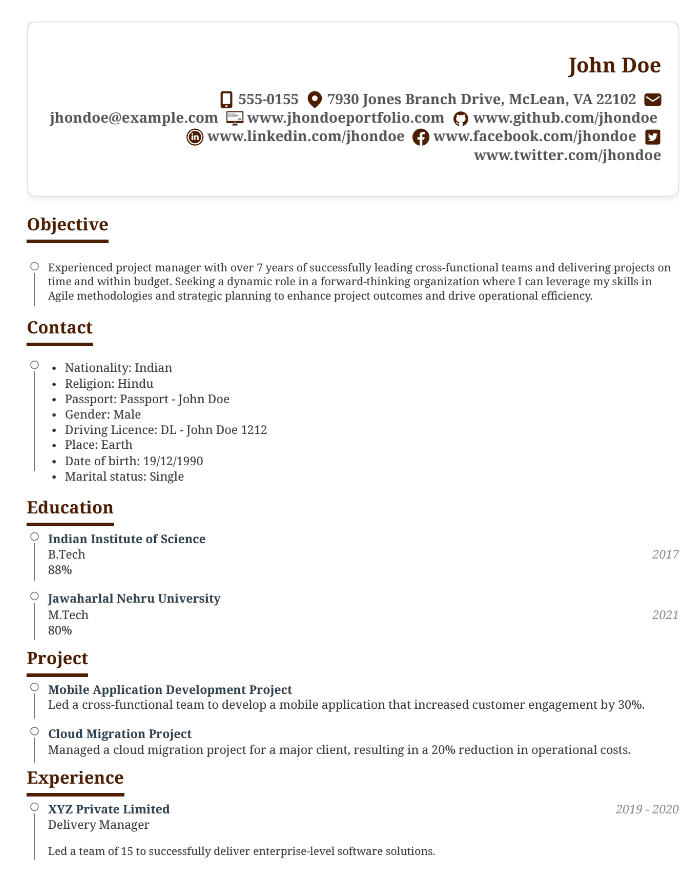 John Doe
555-0155 7930 Jones Branch Drive, McLean, VA 22102
jhondoe@example.com www.jhondoeportfolio.com www.github.com/jhondoe
www.linkedin.com/jhondoe www.facebook.com/jhondoe
www.twitter.com/jhondoe
Objective
Experienced project manager with over 7 years of successfully leading cross-functional teams and delivering projects on
time and within budget. Seeking a dynamic role in a forward-thinking organization where I can leverage my skills in
Agile methodologies and strategic planning to enhance project outcomes and drive operational efficiency.
Contact
• Nationality: Indian
• Religion: Hindu
• Passport: Passport - John Doe
• Gender: Male
• Driving Licence: DL - John Doe 1212
• Place: Earth
• Date of birth: 19/12/1990
• Marital status: Single
Education
Indian Institute of Science
B.Tech 2017
88%
Jawaharlal Nehru University
M.Tech 2021
80%
Project
Mobile Application Development Project
Led a cross-functional team to develop a mobile application that increased customer engagement by 30%.
Cloud Migration Project
Managed a cloud migration project for a major client, resulting in a 20% reduction in operational costs.
Experience
XYZ Private Limited 2019 - 2020
Delivery Manager
Led a team of 15 to successfully deliver enterprise-level software solutions.